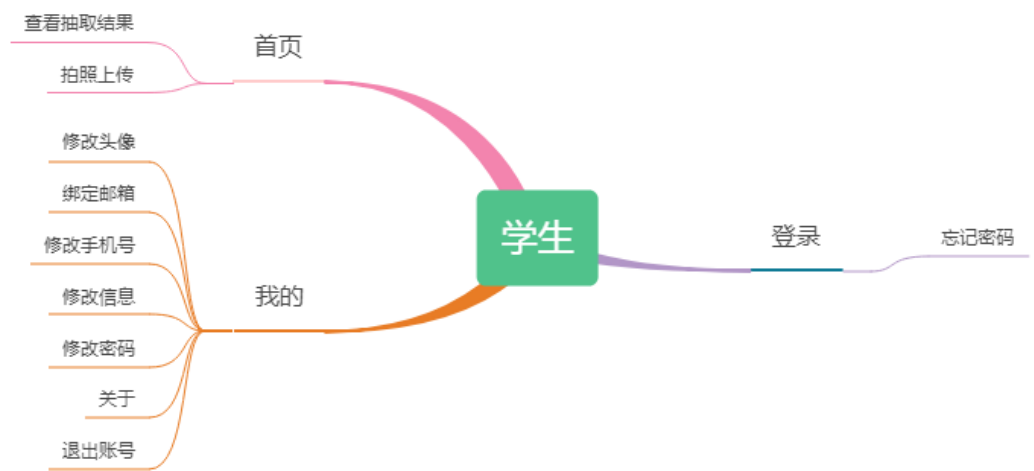 查看抽取结果
首页
拍照上传
修改头像
绑定邮箱
学生
登录
忘记密码
修改手机号
修改信息
我的
修改密码
关于
退出账号